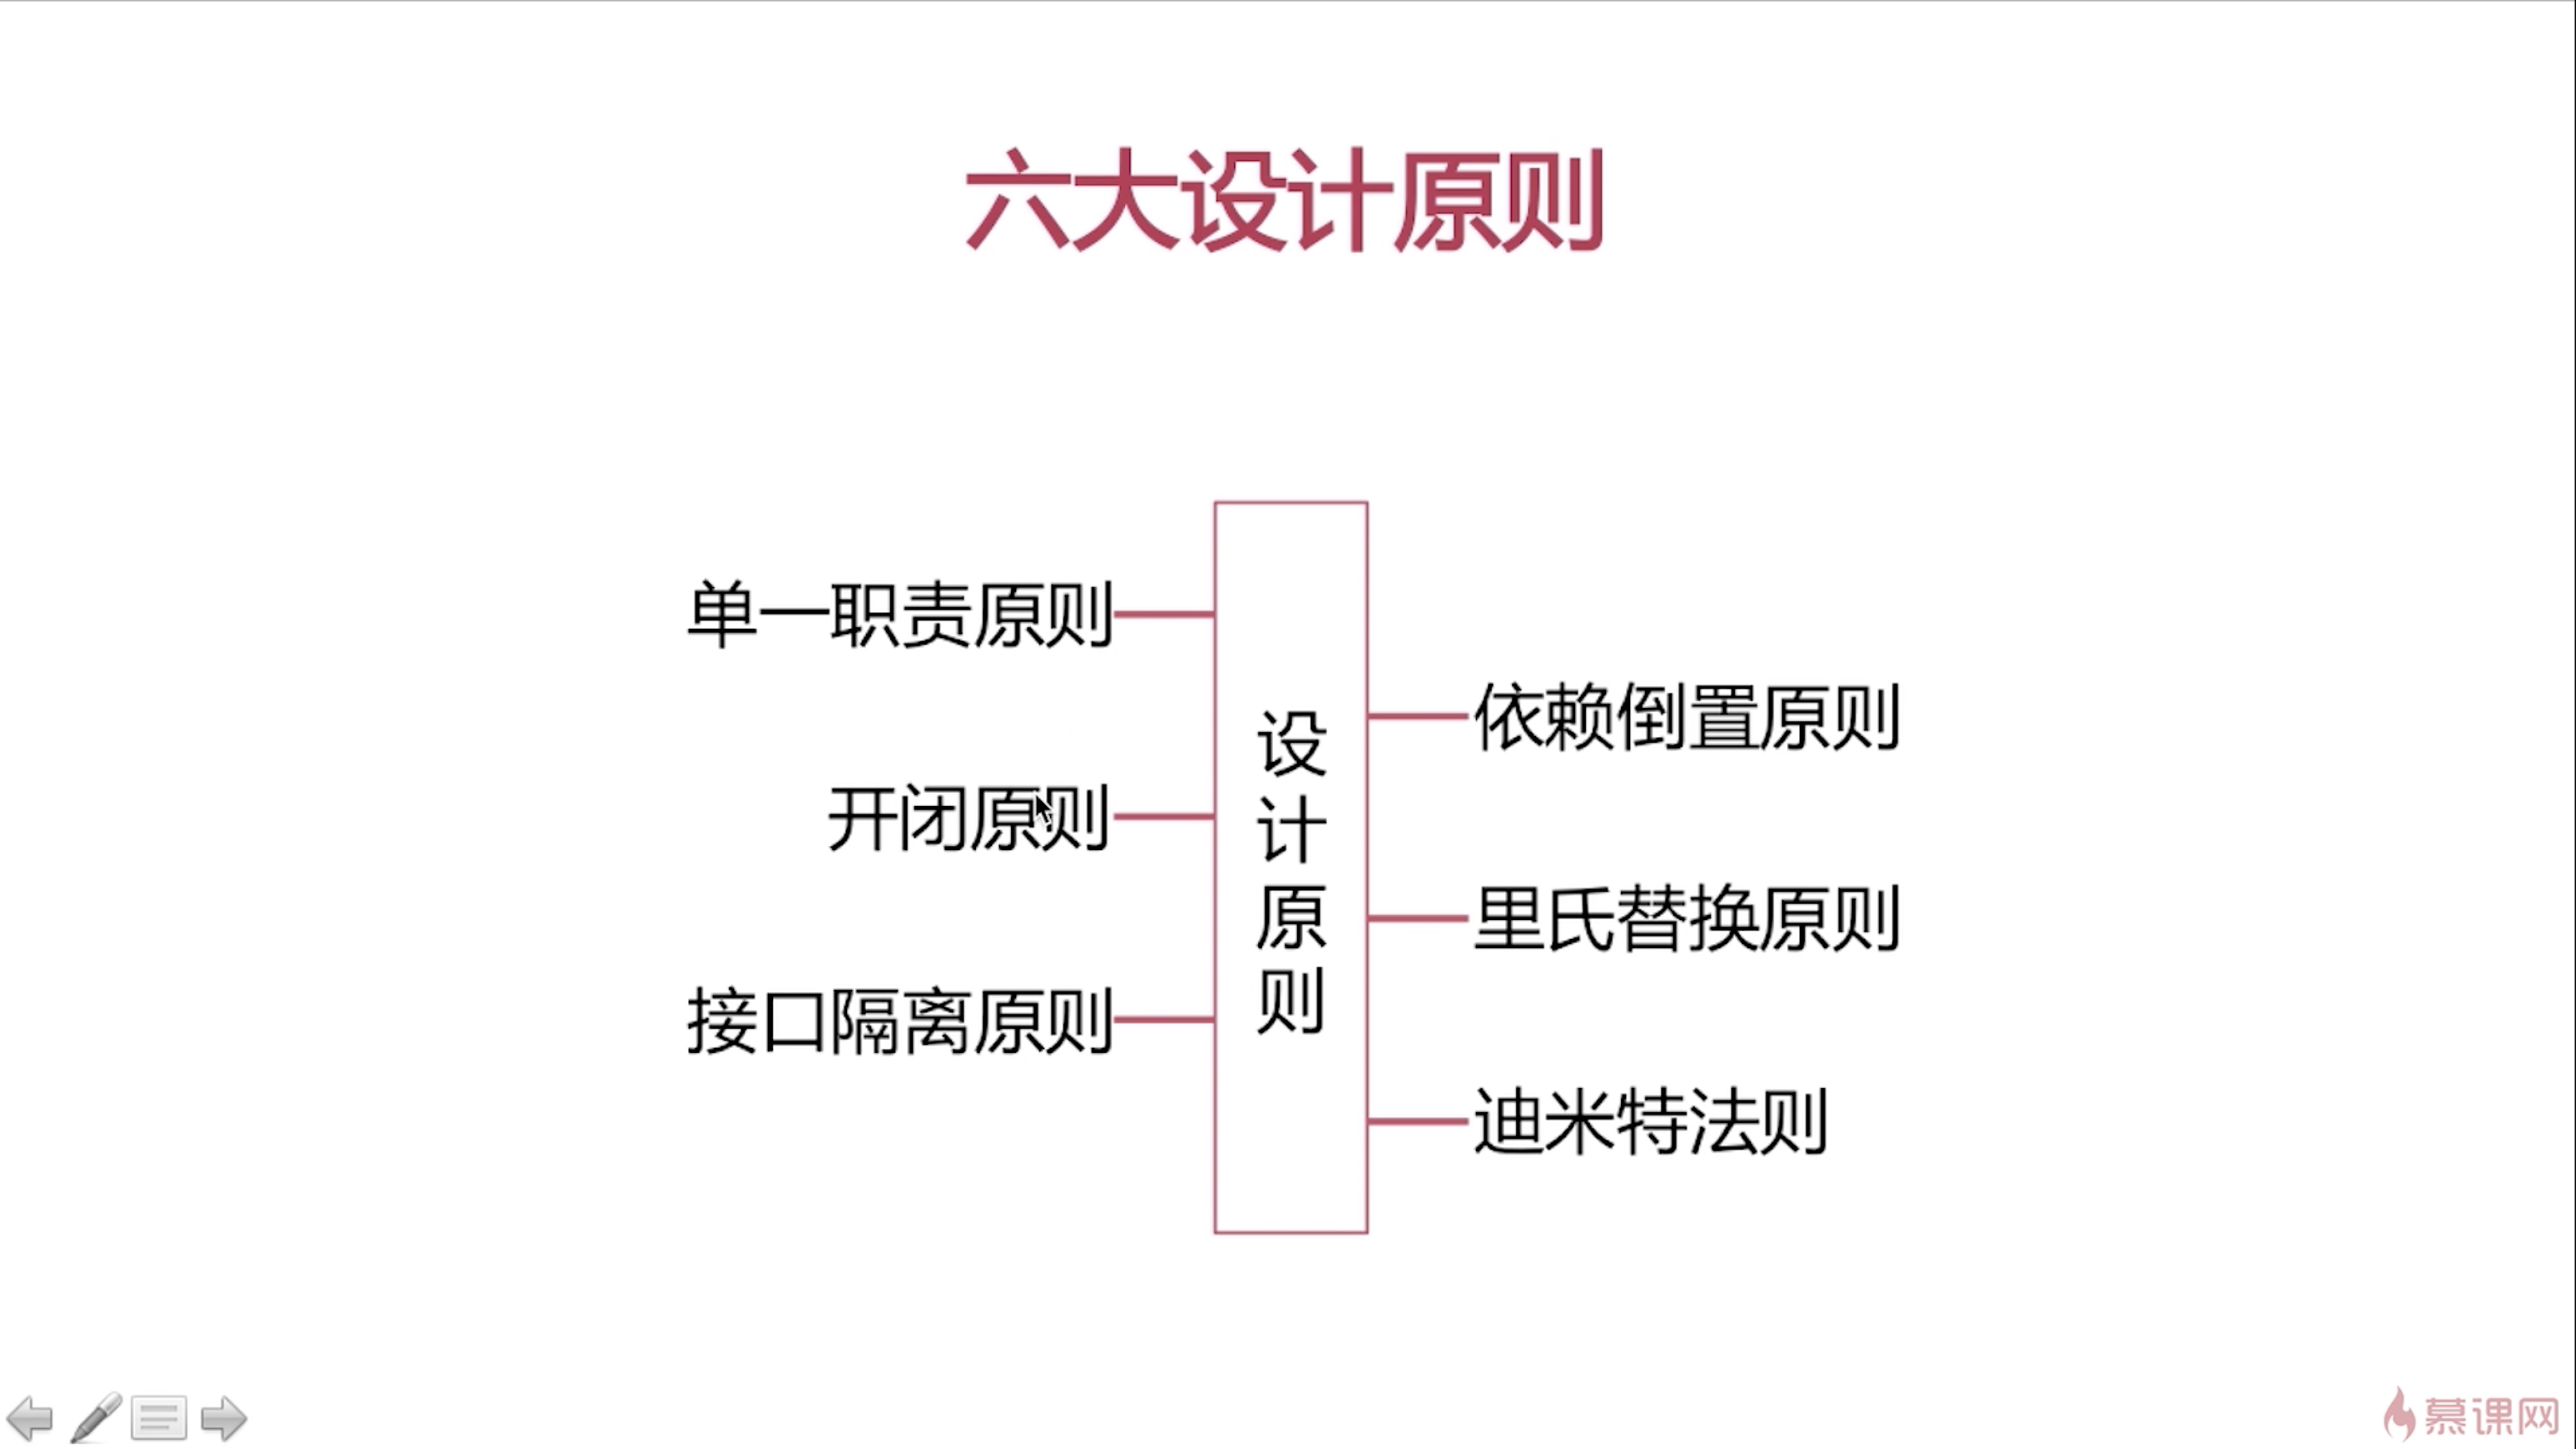 六大设计原则
单一职责原则
开闭原则
接口隔离原则
设
计
原
则
依赖倒置原则
里氏替换原则
迪米特法则
慕课网